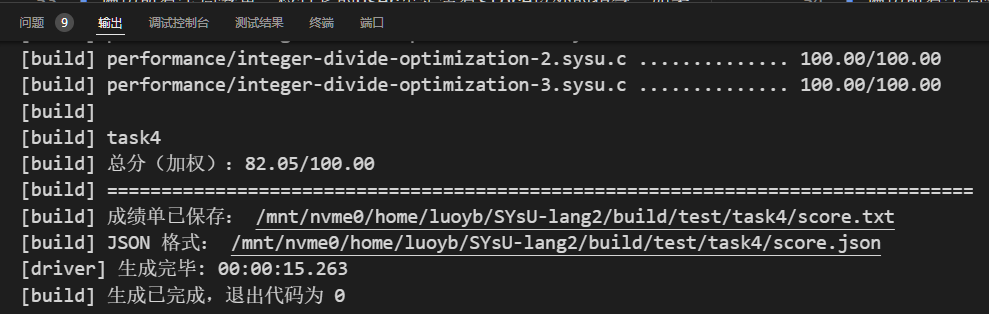 问题 9 输出 调试控制台 测试结果 终端 端口
[build] performance/integer-divide-optimization-2.sysu.c .............. 100.00/100.00
[build] performance/integer-divide-optimization-3.sysu.c .............. 100.00/100.00
[build]
[build] task4
[build] 总分（加权）：82.05/100.00
[build] ================================================================================
[build] 成绩单已保存： /mnt/nvme0/home/luoyb/SYsU-lang2/build/test/task4/score.txt
[build] JSON 格式： /mnt/nvme0/home/luoyb/SYsU-lang2/build/test/task4/score.json
[driver] 生成完毕: 00:00:15.263
[build] 生成已完成，退出代码为 0